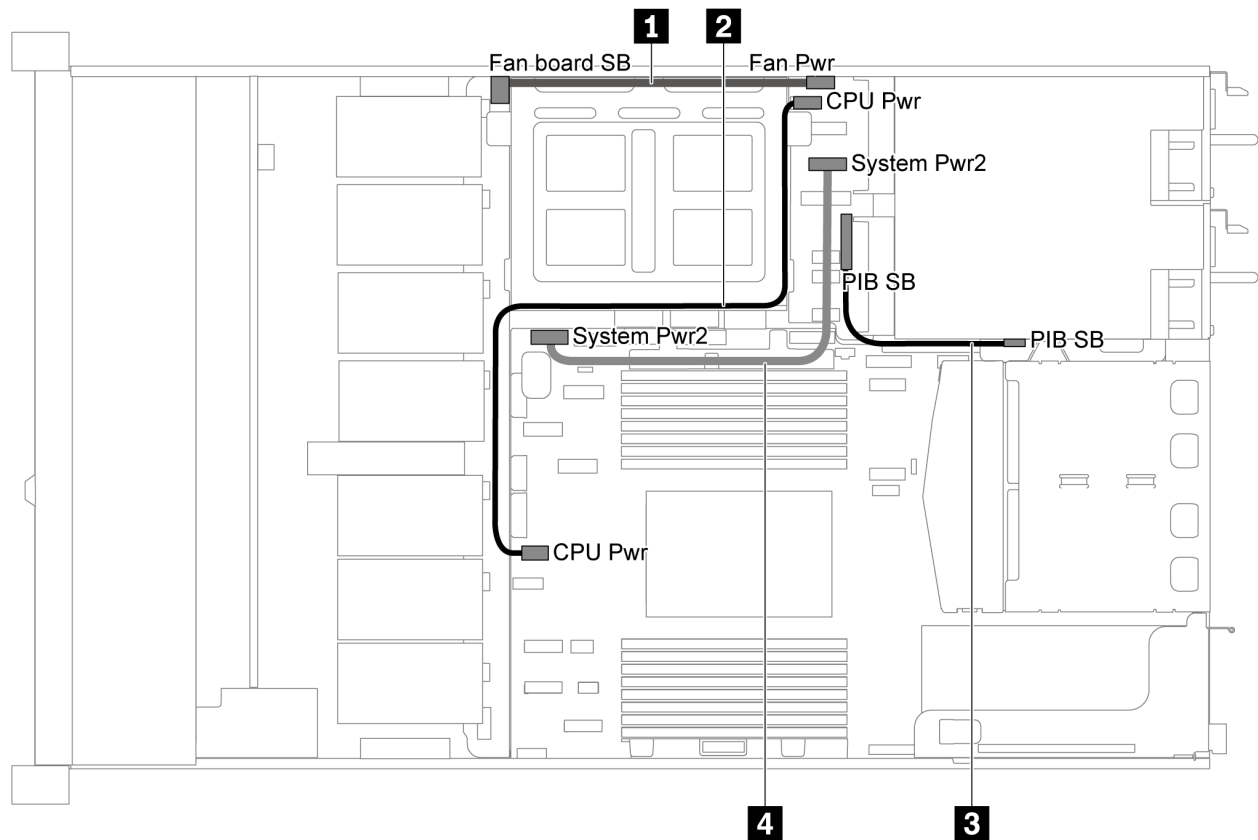 1
2
Fan board SB
Fan Pwr
CPU Pwr
System Pwr2
PIB SB
System Pwr2
PIB SB
CPU Pwr
4
3